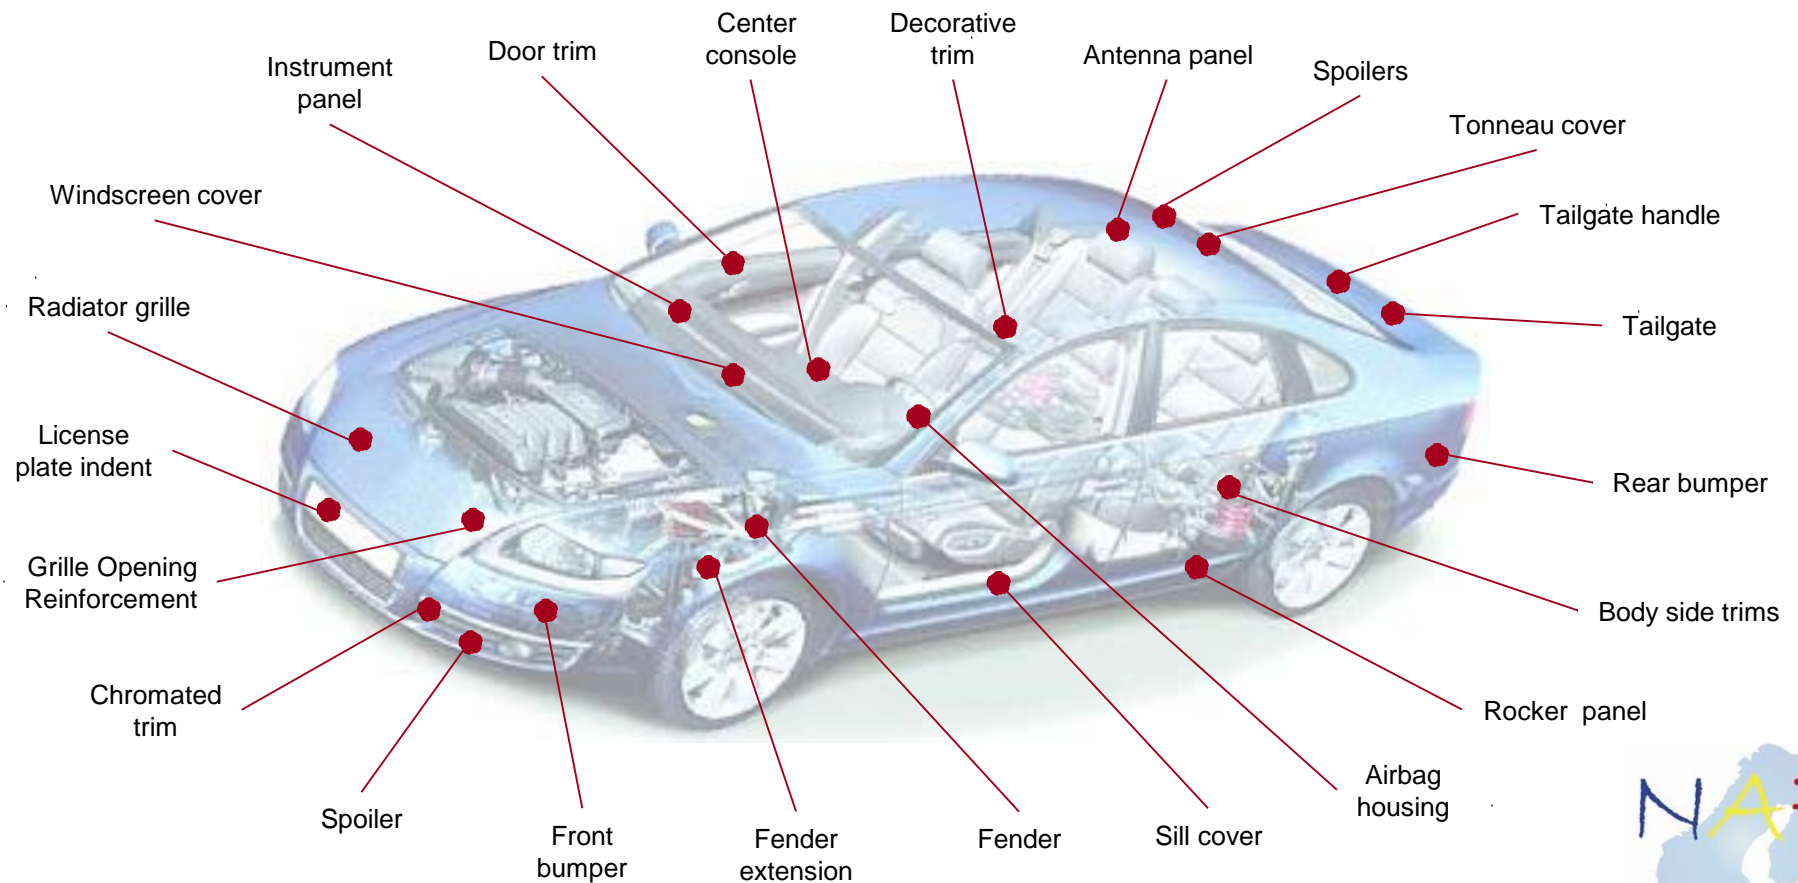 Center
console
Decorative
trim
Door trim
Antenna panel
Instrument
panel
Spoilers
Tonneau cover
Windscreen cover
Tailgate handle
Radiator grille
Tailgate
License
plate indent
Rear bumper
Grille Opening
Reinforcement
Body side trims
Chromated
trim
Rocker panel
Airbag
housing
Spoiler
Front
bumper
Fender
extension
Fender
Sill cover
NA